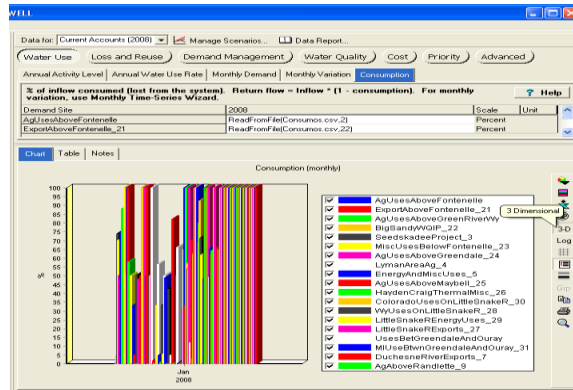 WELL
Data for: Current Accounts (2008) Manage Scenarios... Data Report...
Water Use Loss and Reuse Demand Management Water Quality Cost Priority Advanced
Annual Activity Level Annual Water Use Rate Monthly Demand Monthly Variation Consumption
% of inflow consumed (lost from the system). Return flow = Inflow * (1 - consumption). For monthly
variation, use Monthly Time-Series Wizard.
? Help
Demand Site 2008 Scale Unit
AgUsesAboveFontenelle ReadFromFile(Consumos.csv,2) Percent
ExportAboveFontenelle_21 ReadFromFile(Consumos.csv,22) Percent
Chart Table Notes
Consumption (monthly)
100
95
90
85
80
75
70
65
60
55
50
45
40
35
30
25
20
15
10
5
0
%
Jan
2008
AgUsesAboveFontenelle
ExportAboveFontenelle_21
AgUsesAboveGreenRiverWy
BigSandyWQIP_22
SeedskadeeProject_3
MiscUsesBelowFontenelle_23
AgUsesAboveGreendale_24
LymanAreaAg_4
EnergyAndMiscUses_5
AgUsesAboveMaybell_25
HaydenCraigThermalMisc_26
ColoradoUsesOnLittleSnakeR_30
WyUsesOnLittleSnakeR_28
LittleSnakeREnergyUses_29
LittleSnakeRExports_27
UsesBetGreendaleAndOuray
MIUseBtwnGreendaleAndOuray_31
DuchesneRiverExports_7
AgAboveRandlette_9
3 Dimensional
3-D
Log
Grp